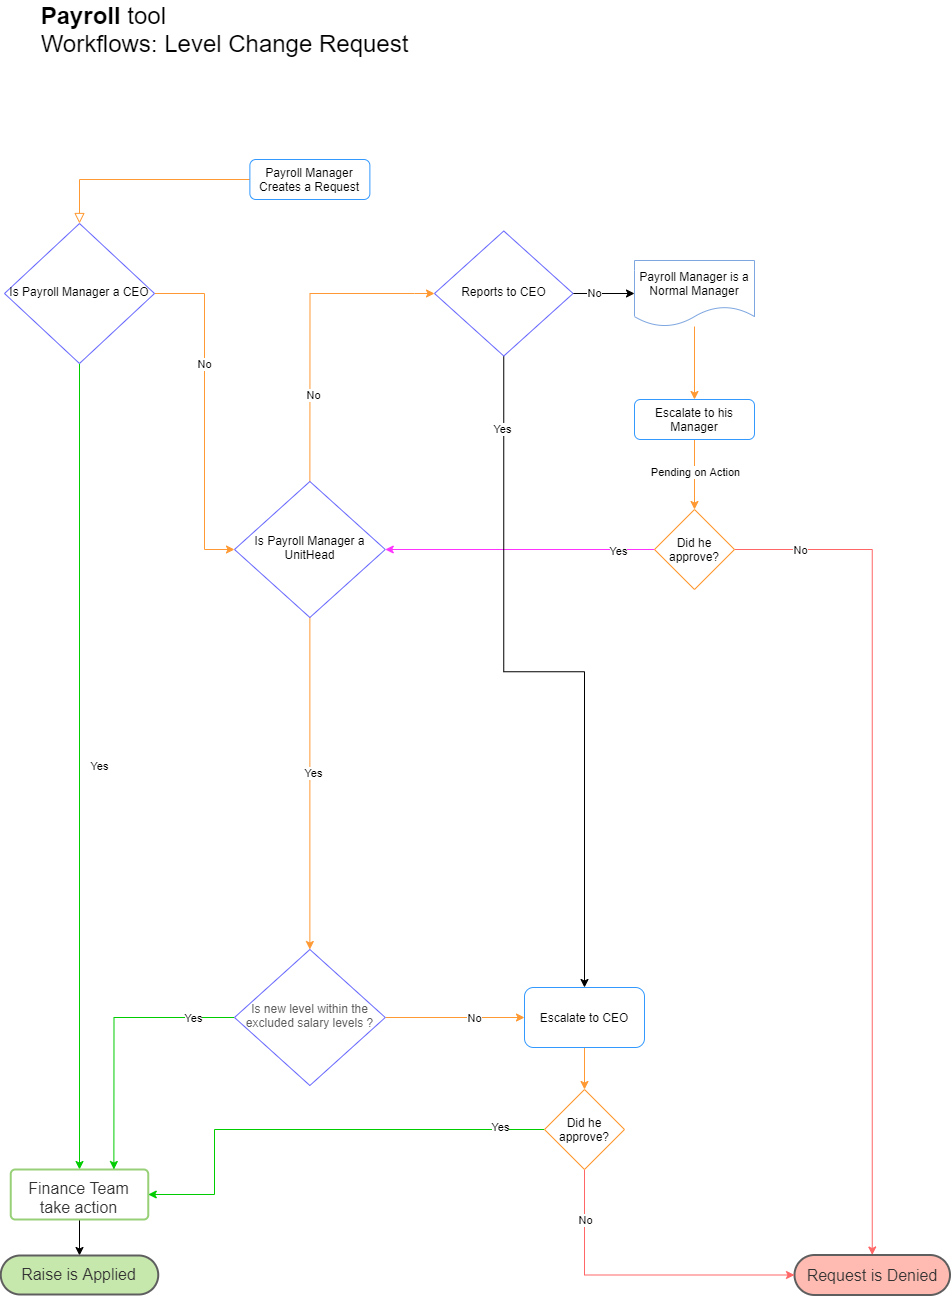 Payroll tool
Workflows: Level Change Request
Payroll Manager
Creates a Request
Is Payroll Manager a CEO
Reports to CEO
No
Payroll Manager is a
Normal Manager
No
No
Yes
Escalate to his
Manager
Pending on Action
Is Payroll Manager a
UnitHead
Yes
Did he
approve?
No
Yes
Yes
Is new level within the
excluded salary levels ?
Yes
No
Escalate to CEO
Yes
Did he
approve?
Finance Team
take action
No
Raise is Applied
Request is Denied